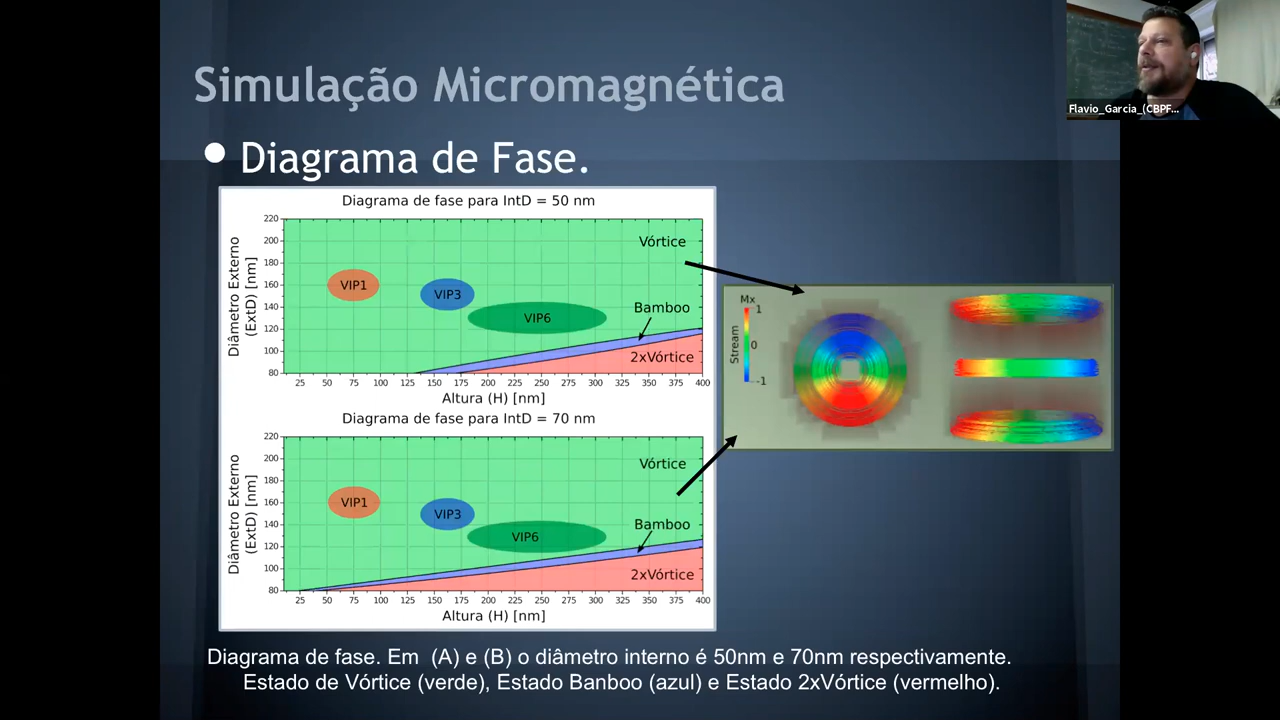 Simulação Micromagnética
Flavio_Garcia_(CBPF...
• Diagrama de Fase.
Diagrama de fase para IntD = 50 nm
Diâmetro Externo
(ExtD) [nm]
220
200
180
160
140
120
100
80
Vórtice
VIP1
VIP3
VIP6
Bamboo
2xVórtice
25 50 75 100 125 150 175 200 225 250 275 300 325 350 375 400
Altura (H) [nm]
Diagrama de fase para IntD = 70 nm
Diâmetro Externo
(ExtD) [nm]
220
200
180
160
140
120
100
80
Vórtice
VIP1
VIP3
VIP6
Bamboo
2xVórtice
25 50 75 100 125 150 175 200 225 250 275 300 325 350 375 400
Altura (H) [nm]
Mx
Stream
1
0
-1
Diagrama de fase. Em (A) e (B) o diâmetro interno é 50nm e 70nm respectivamente.
Estado de Vórtice (verde), Estado Banboo (azul) e Estado 2xVórtice (vermelho).